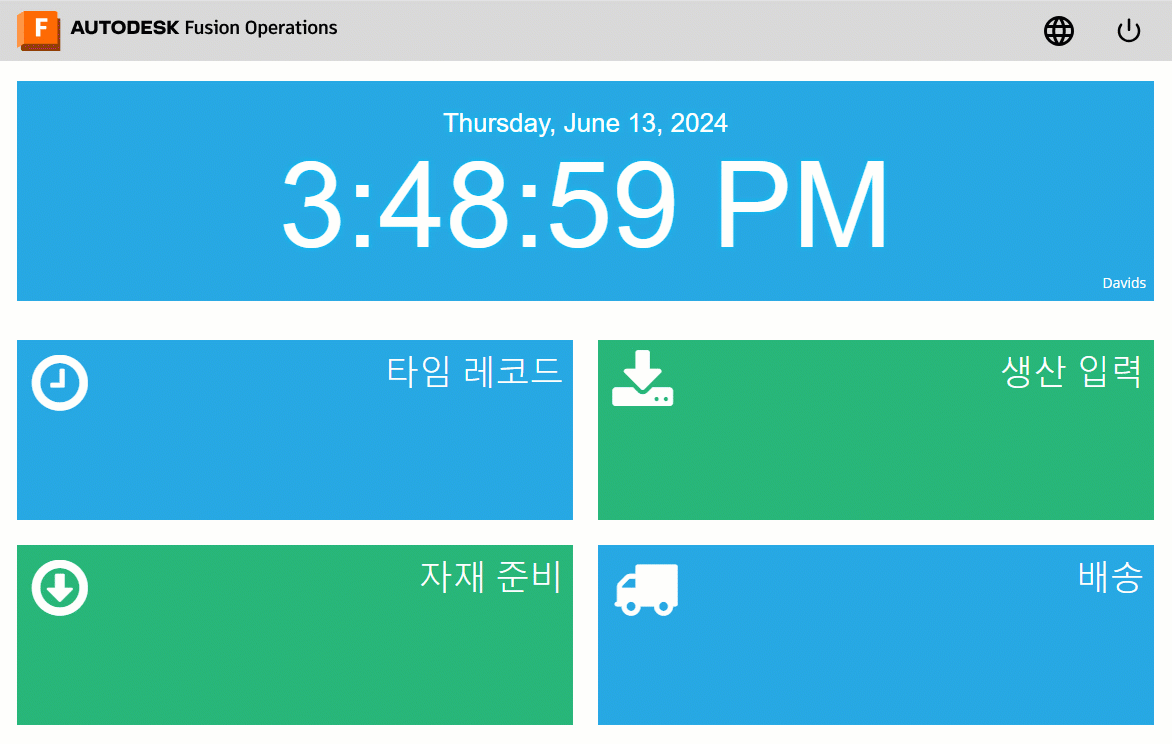 F AUTODESK Fusion Operations
Thursday, June 13, 2024
3:48:59 PM
Davids
타임 레코드
생산 입력
자재 준비
배송